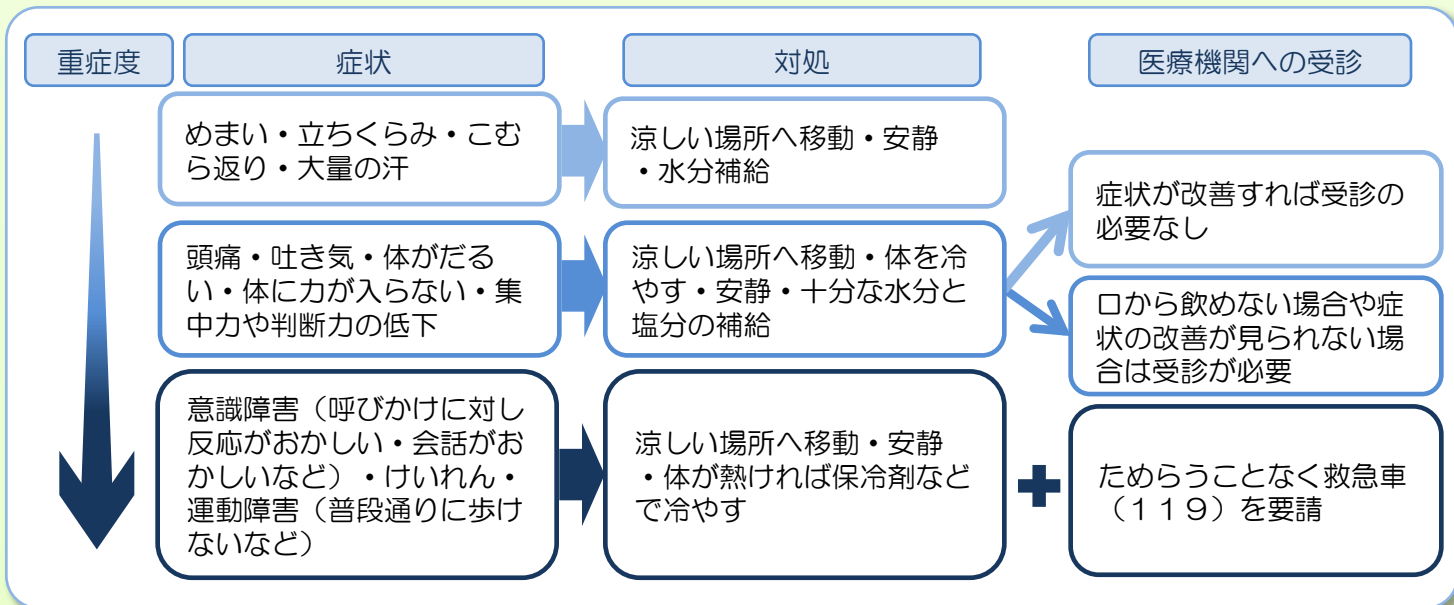 重症度
症状
対処
医療機関への受診
めまい・立ちくらみ・こむ
ら返り・大量の汗
涼しい場所へ移動・安静
・水分補給
症状が改善すれば受診の
必要なし
頭痛・吐き気・体がだる
い・体に力が入らない・集
中力や判断力の低下
涼しい場所へ移動・体を冷
やす・安静・十分な水分と
塩分の補給
口から飲めない場合や症
状の改善が見られない場
合は受診が必要
意識障害（呼びかけに対し
反応がおかしい・会話がお
かしいなど）・けいれん・
運動障害（普段通りに歩け
ないなど）
涼しい場所へ移動・安静
・体が熱ければ保冷剤など
で冷やす
ためらうことなく救急車
（１１９）を要請